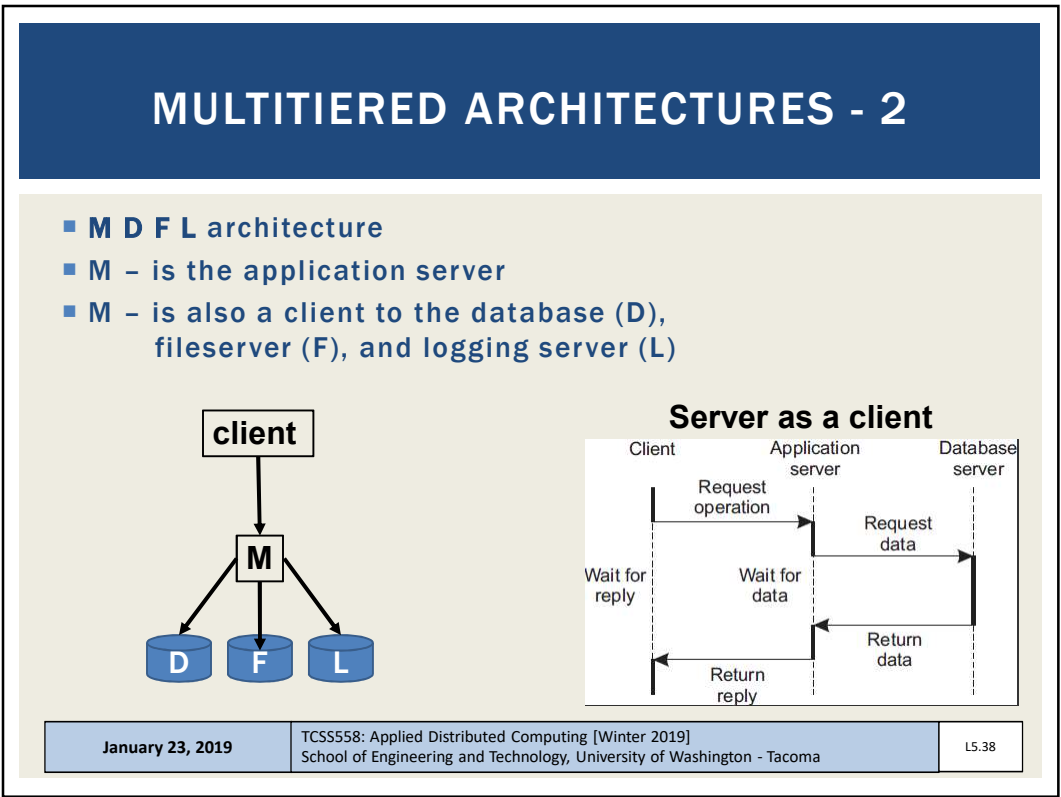 MULTITIERED ARCHITECTURES - 2
■ M D F L architecture
■ M – is the application server
■ M – is also a client to the database (D),
fileserver (F), and logging server (L)
client
M
D F L
Server as a client
Client Application Database
server server
Request
operation
Request
data
Wait for Wait for
reply data
Return
data
Return
reply
January 23, 2019
TCSS558: Applied Distributed Computing [Winter 2019]
School of Engineering and Technology, University of Washington - Tacoma
L5.38